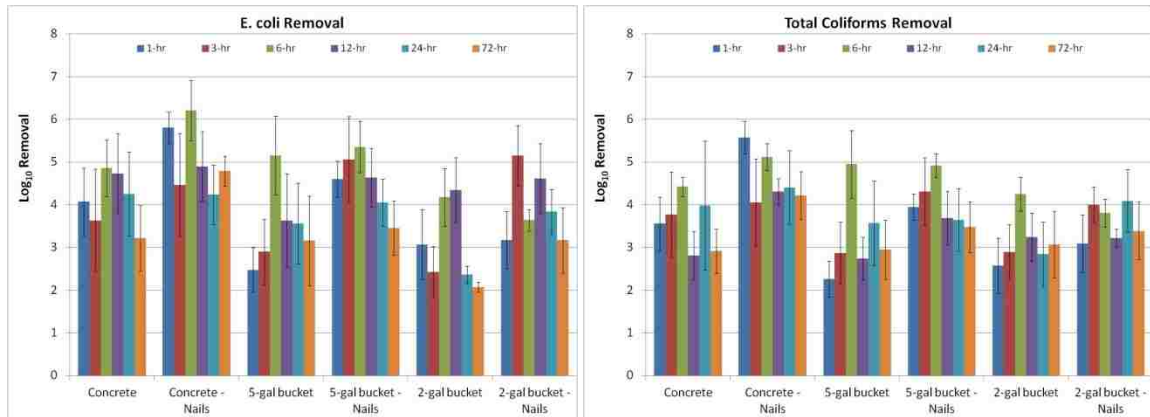 E. coli Removal
1-hr 3-hr 6-hr 12-hr 24-hr 72-hr
8
7
6
5
4
3
2
1
0
Log10 Removal
Concrete
Concrete - Nails
5-gal bucket
5-gal bucket - Nails
2-gal bucket
2-gal bucket - Nails
Total Coliforms Removal
1-hr 3-hr 6-hr 12-hr 24-hr 72-hr
8
7
6
5
4
3
2
1
0
Log10 Removal
Concrete
Concrete - Nails
5-gal bucket
5-gal bucket - Nails
2-gal bucket
2-gal bucket - Nails